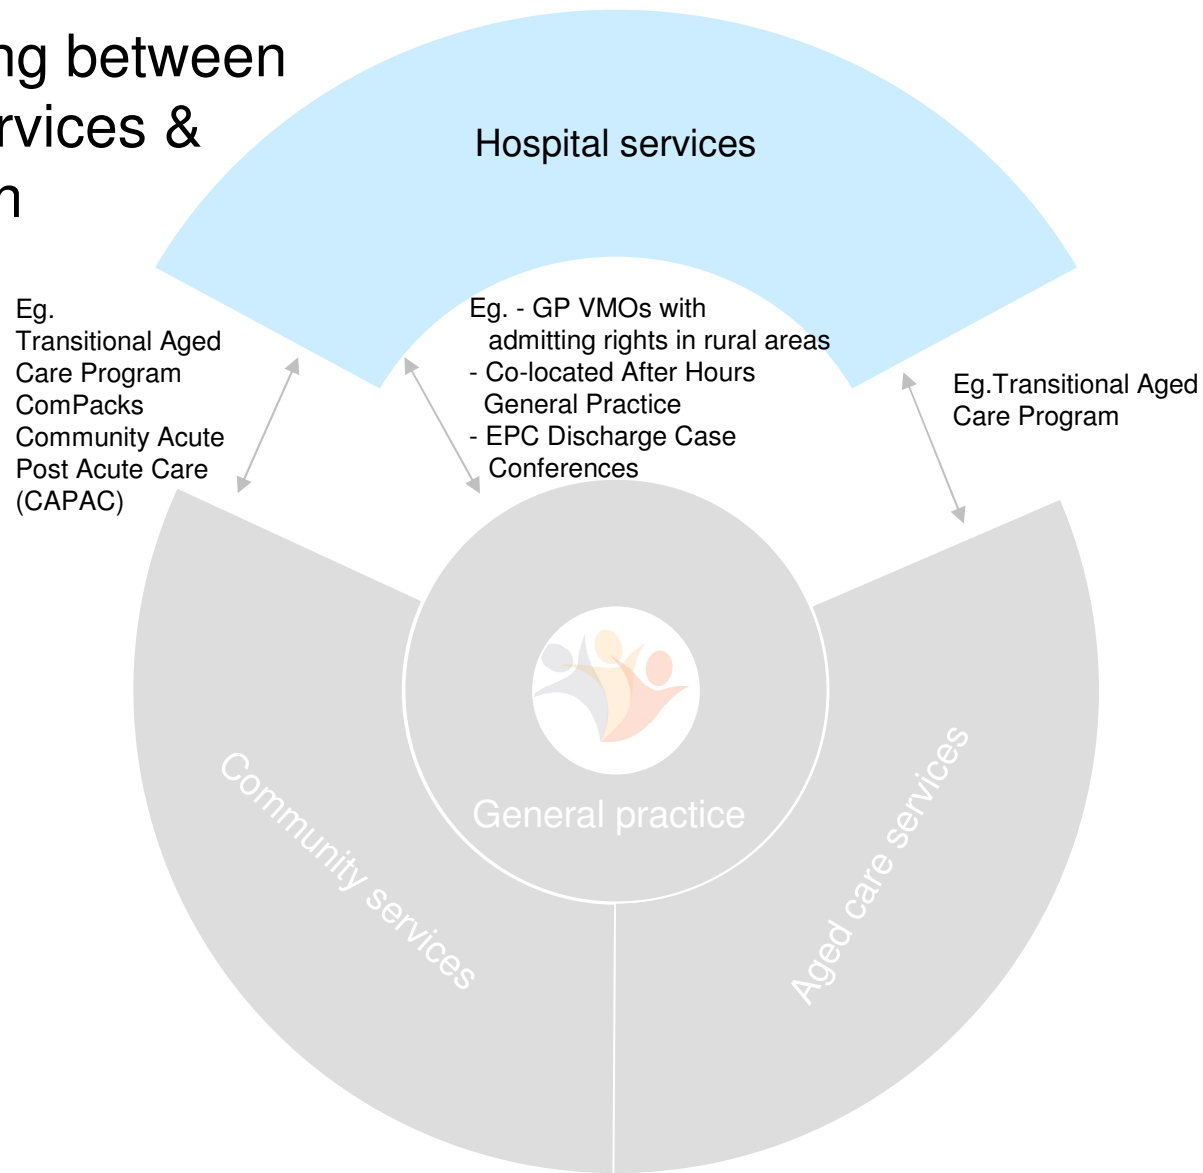 ng between
rvices &
n
Hospital services
Eg.
Transitional Aged
Care Program
ComPacks
Community Acute
Post Acute Care
(CAPAC)
Eg. - GP VMOs with
admitting rights in rural areas
- Co-located After Hours
General Practice
- EPC Discharge Case
Conferences
Eg.Transitional Aged
Care Program
General practice
Community services
Aged care services